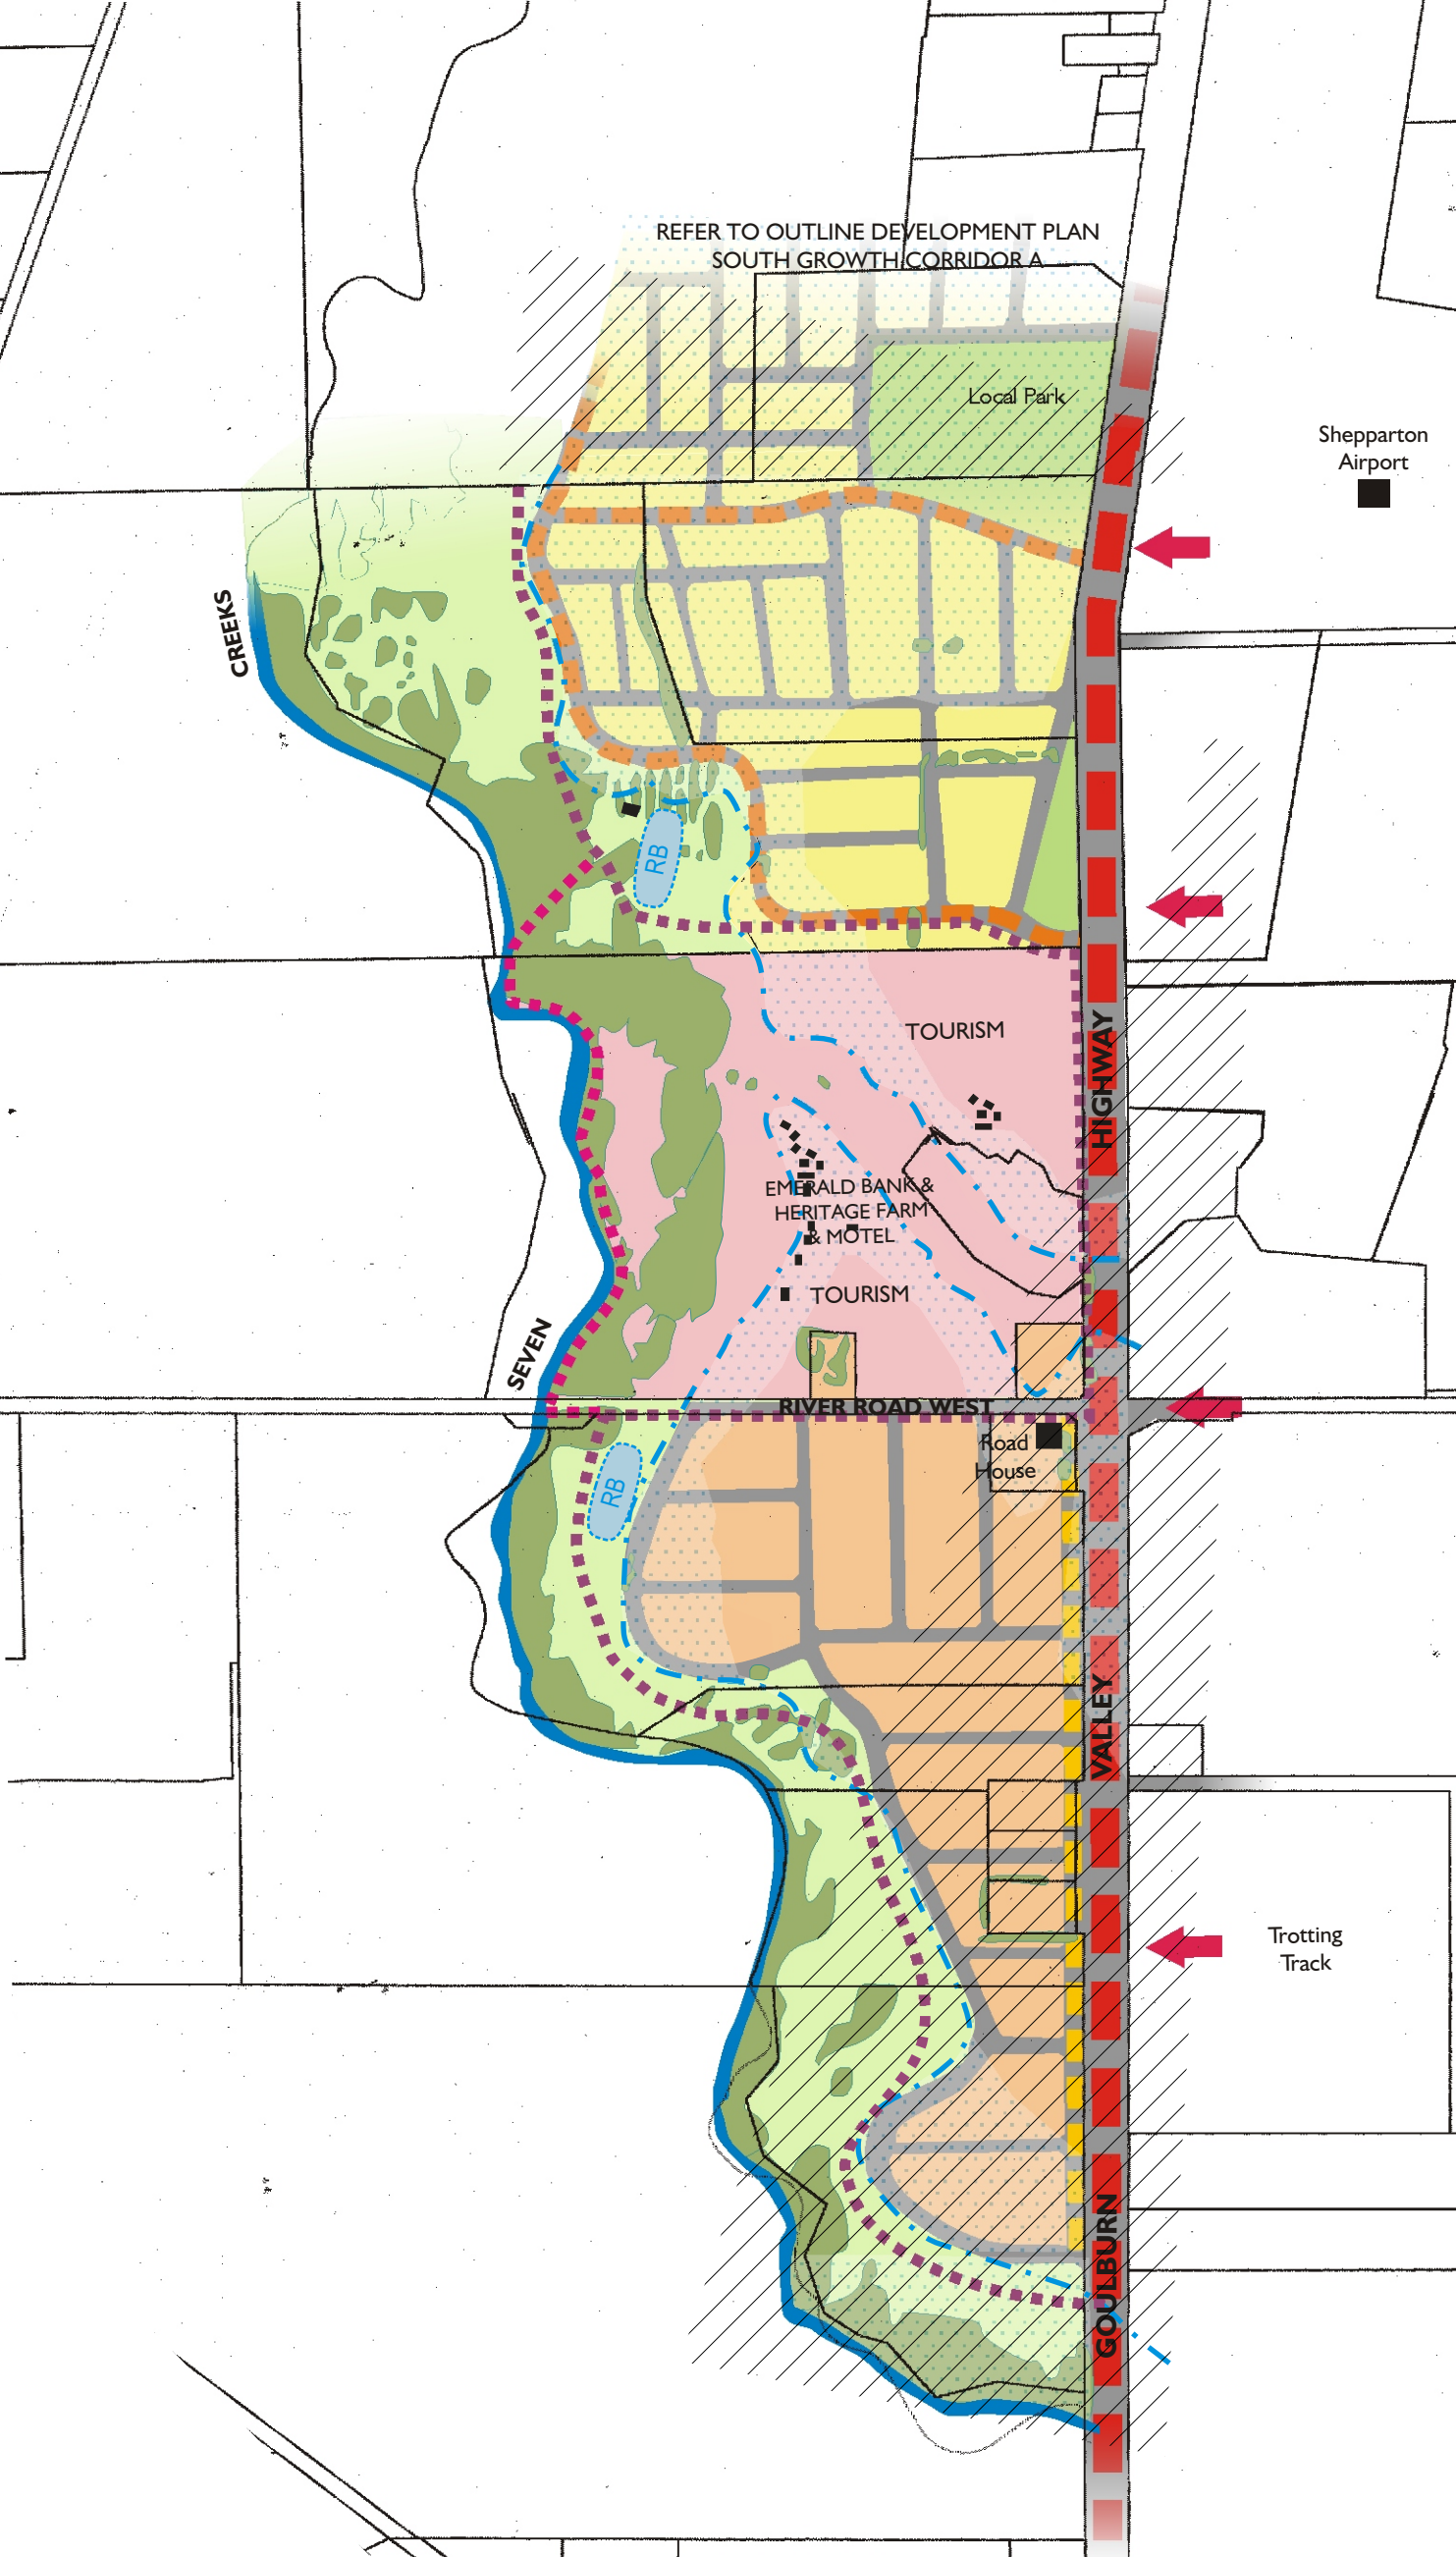 REFER TO OUTLINE DEVELOPMENT PLAN
SOUTH GROWTH CORRIDOR A
Local Park
Shepparton
Airport
CREEKS
RB
TOURISM
HIGHWAY
EMERALD BANK &
HERITAGE FARM
& MOTEL
TOURISM
SEVEN
RIVER ROAD WEST
Road
House
RB
VALLEY
Trotting
Track
GOULBURN